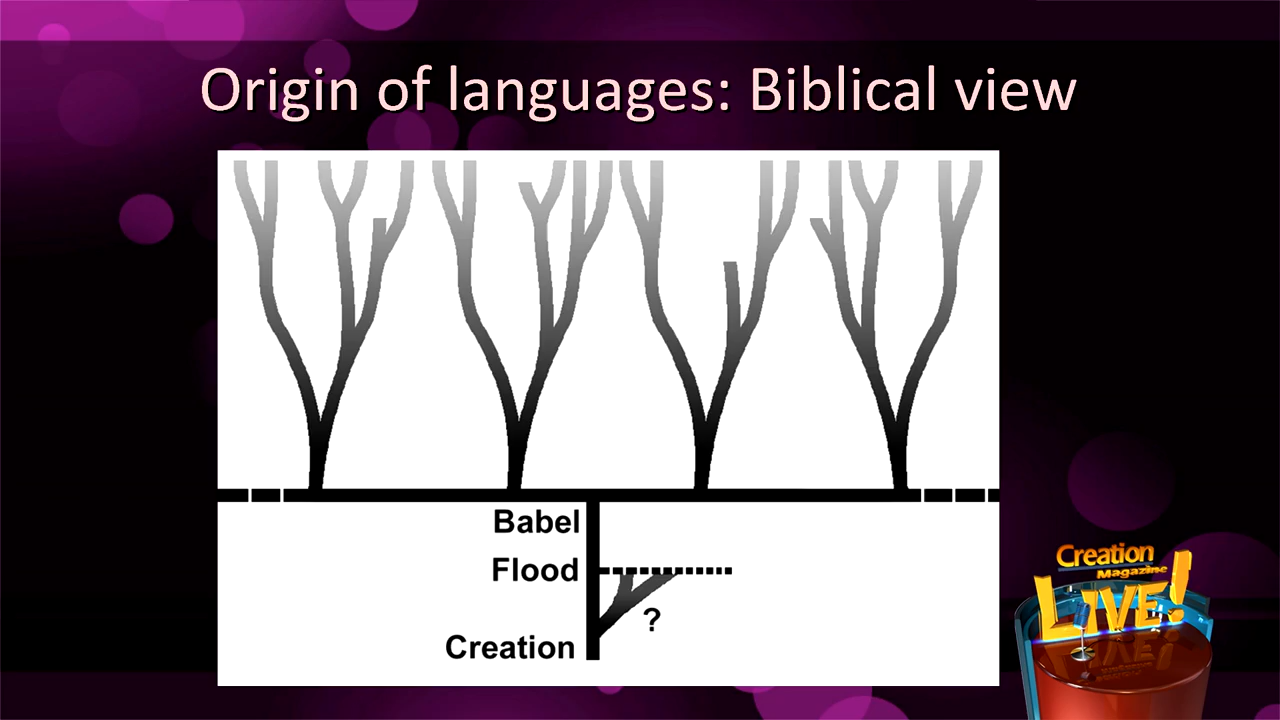 Origin of languages: Biblical view
Babel
Flood
?
Creation
Creation
Magazine
LIVE!